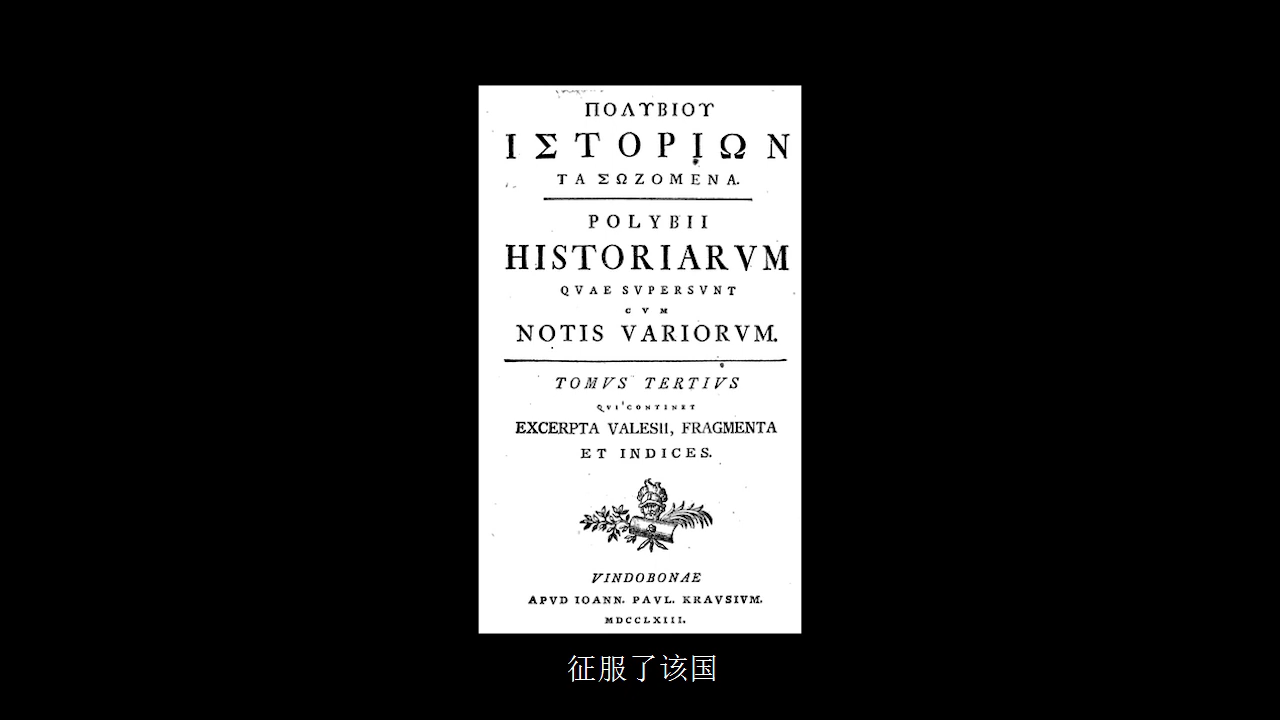 ΠΟΛΥΒΙΟΥ
ΙΣΤΟΡΙΩΝ
ΤΑ ΣΩΖΟΜΕΝΑ.
POLYBII
HISTORIARVM
QVAE SVPERSVNT
CVM
NOTIS VARIORVM.
TOMVS TERTIVS
QVI CONTINET
EXCERPTA VALESII, FRAGMENTA
ET INDICES.
VINDOBONAE
APVD IOANN. PAVL. KRAVSIVM.
MDCCLXIII.
征服了该国